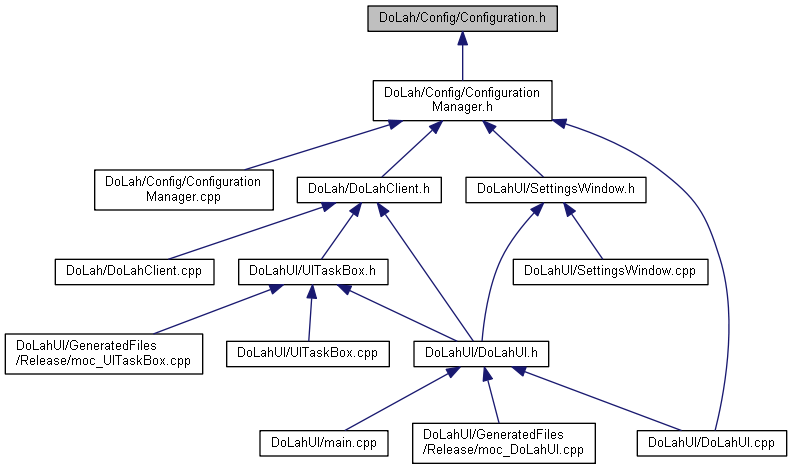 DoLah/Config/Configuration.h
DoLah/Config/Configuration
Manager.h
DoLah/Config/Configuration
Manager.cpp
DoLah/DoLahClient.h
DoLahUI/SettingsWindow.h
DoLah/DoLahClient.cpp
DoLahUI/UITaskBox.h
DoLahUI/SettingsWindow.cpp
DoLahUI/GeneratedFiles
/Release/moc_UITaskBox.cpp
DoLahUI/UITaskBox.cpp
DoLahUI/DoLahUI.h
DoLahUI/main.cpp
DoLahUI/GeneratedFiles
/Release/moc_DoLahUI.cpp
DoLahUI/DoLahUI.cpp